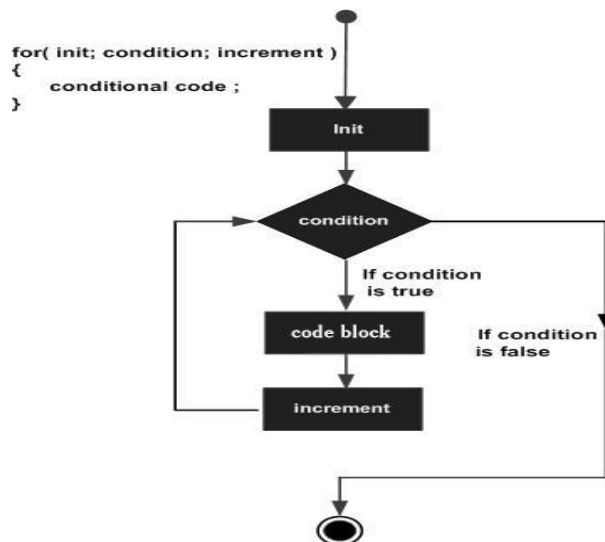 for( init; condition; increment )
{
conditional code ;
}
Init
condition
If condition
is true
code block
If condition
is false
increment